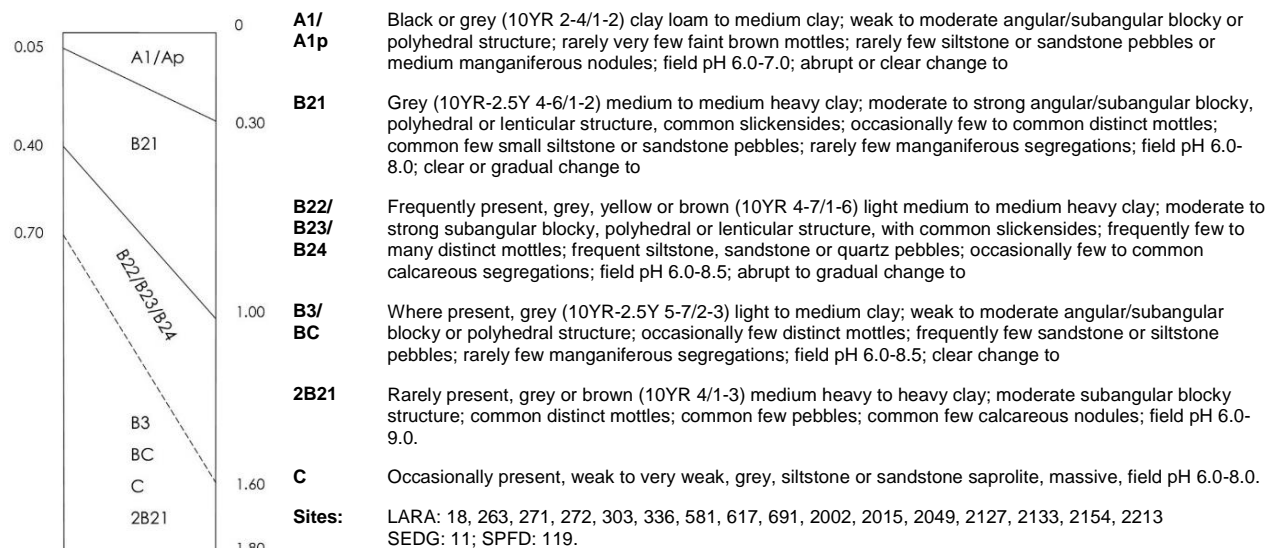 0
0.05
A1/Ap
0.30
0.40
B21
0.70
B22/B23/B24
1.00
B3
BC
C
1.60
2B21
1.80
A1/ Black or grey (10YR 2-4/1-2) clay loam to medium clay; weak to moderate angular/subangular blocky or
A1p polyhedral structure; rarely very few faint brown mottles; rarely few siltstone or sandstone pebbles or
medium manganiferous nodules; field pH 6.0-7.0; abrupt or clear change to
B21 Grey (10YR-2.5Y 4-6/1-2) medium to medium heavy clay; moderate to strong angular/subangular blocky,
polyhedral or lenticular structure, common slickensides; occasionally few to common distinct mottles;
common few small siltstone or sandstone pebbles; rarely few manganiferous segregations; field pH 6.0-
8.0; clear or gradual change to
B22/ Frequently present, grey, yellow or brown (10YR 4-7/1-6) light medium to medium heavy clay; moderate to
B23/ strong subangular blocky, polyhedral or lenticular structure, with common slickensides; frequently few to
B24 many distinct mottles; frequent siltstone, sandstone or quartz pebbles; occasionally few to common
calcareous segregations; field pH 6.0-8.5; abrupt to gradual change to
B3/ Where present, grey (10YR-2.5Y 5-7/2-3) light to medium clay; weak to moderate angular/subangular
BC blocky or polyhedral structure; occasionally few distinct mottles; frequently few sandstone or siltstone
pebbles; rarely few manganiferous segregations; field pH 6.0-8.5; clear change to
2B21 Rarely present, grey or brown (10YR 4/1-3) medium heavy to heavy clay; moderate subangular blocky
structure; common distinct mottles; common few pebbles; common few calcareous nodules; field pH 6.0-
9.0.
C Occasionally present, weak to very weak, grey, siltstone or sandstone saprolite, massive, field pH 6.0-8.0.
Sites: LARA: 18, 263, 271, 272, 303, 336, 581, 617, 691, 2002, 2015, 2049, 2127, 2133, 2154, 2213
SEDG: 11; SPFD: 119.